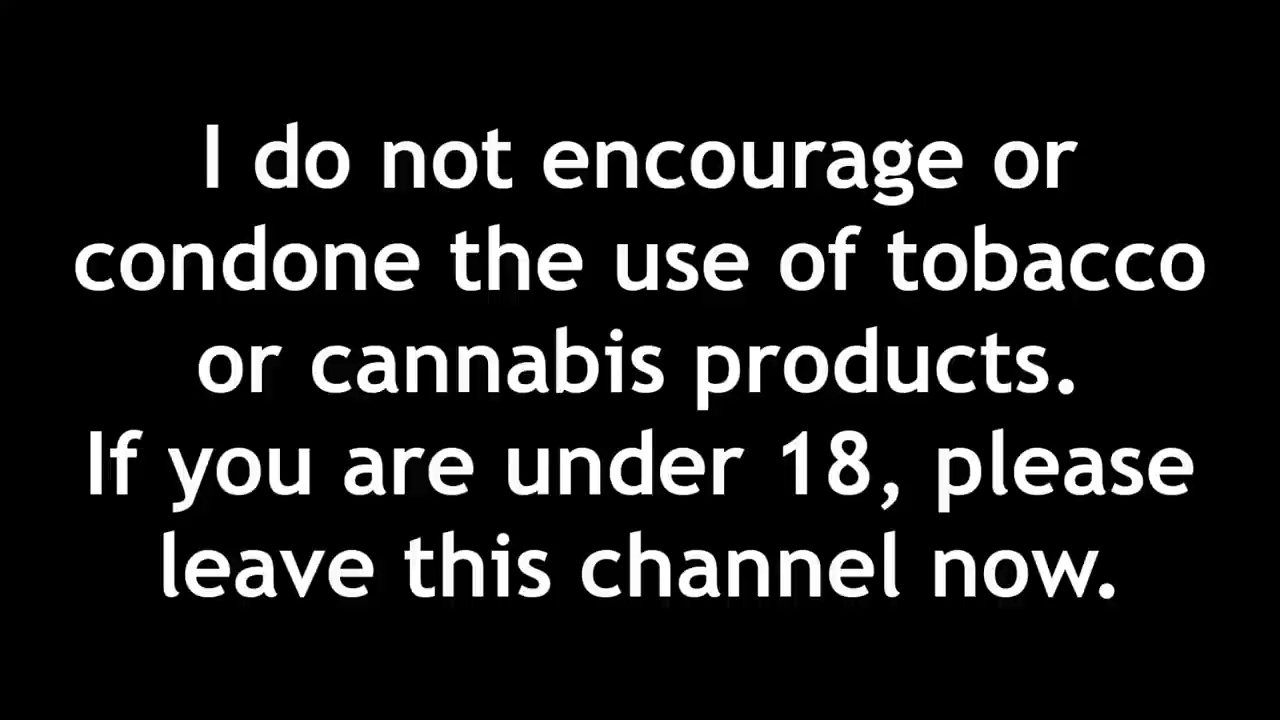 I do not encourage or
condone the use of tobacco
or cannabis products.
If you are under 18, please
leave this channel now.